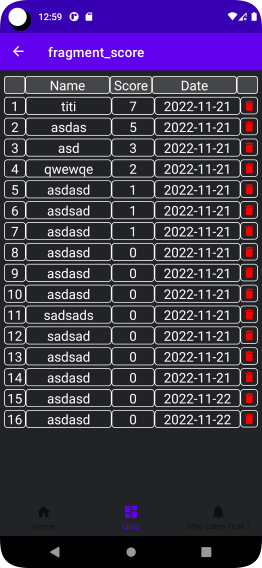 12:59
fragment_score
Name Score Date
1 titi 7 2022-11-21
2 asdas 5 2022-11-21
3 asd 3 2022-11-21
4 qwewqe 2 2022-11-21
5 asdasd 1 2022-11-21
6 asdsad 1 2022-11-21
7 asdasd 1 2022-11-21
8 asdasd 0 2022-11-21
9 asdasd 0 2022-11-21
10 asdasd 0 2022-11-21
11 sadsads 0 2022-11-21
12 sadsad 0 2022-11-21
13 asdsad 0 2022-11-21
14 asdasd 0 2022-11-21
15 asdasd 0 2022-11-22
16 asdasd 0 2022-11-22
Home Quiz Who came first ?